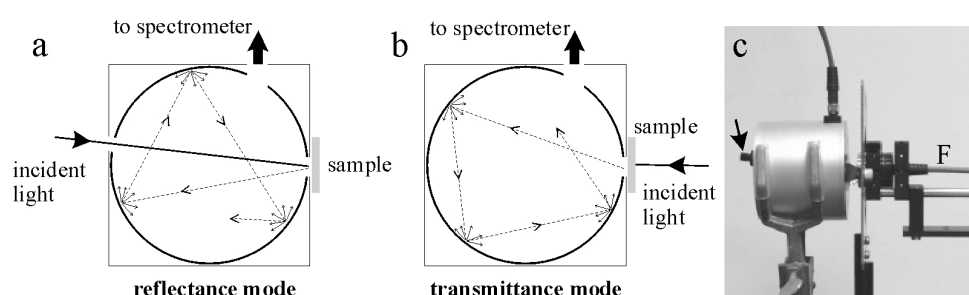 a
to spectrometer
incident
light
sample
reflectance mode
b
to spectrometer
sample
incident
light
transmittance mode
c
F